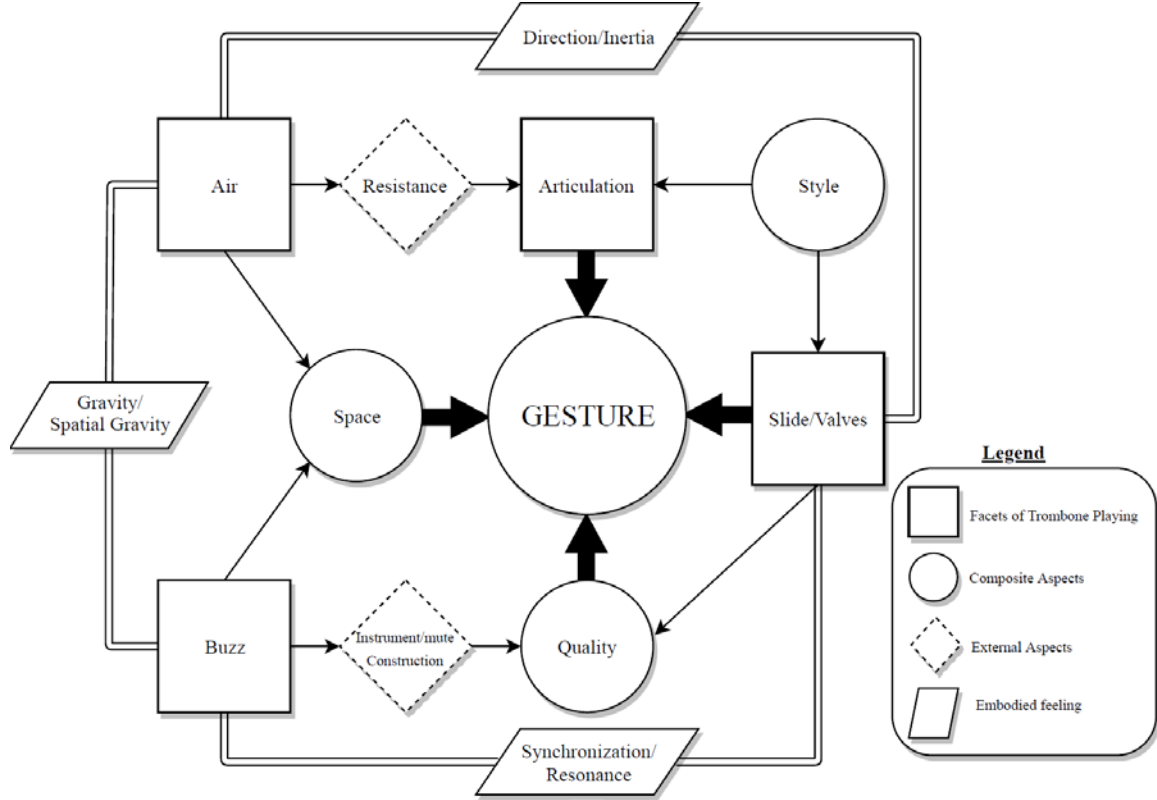 Direction/Inertia
Air
Resistance
Articulation
Style
Gravity/
Spatial Gravity
Space
GESTURE
Slide/Valves
Buzz
Instrument/mute
Construction
Quality
Synchronization/
Resonance
Legend
Facets of Trombone Playing
Composite Aspects
External Aspects
Embodied feeling